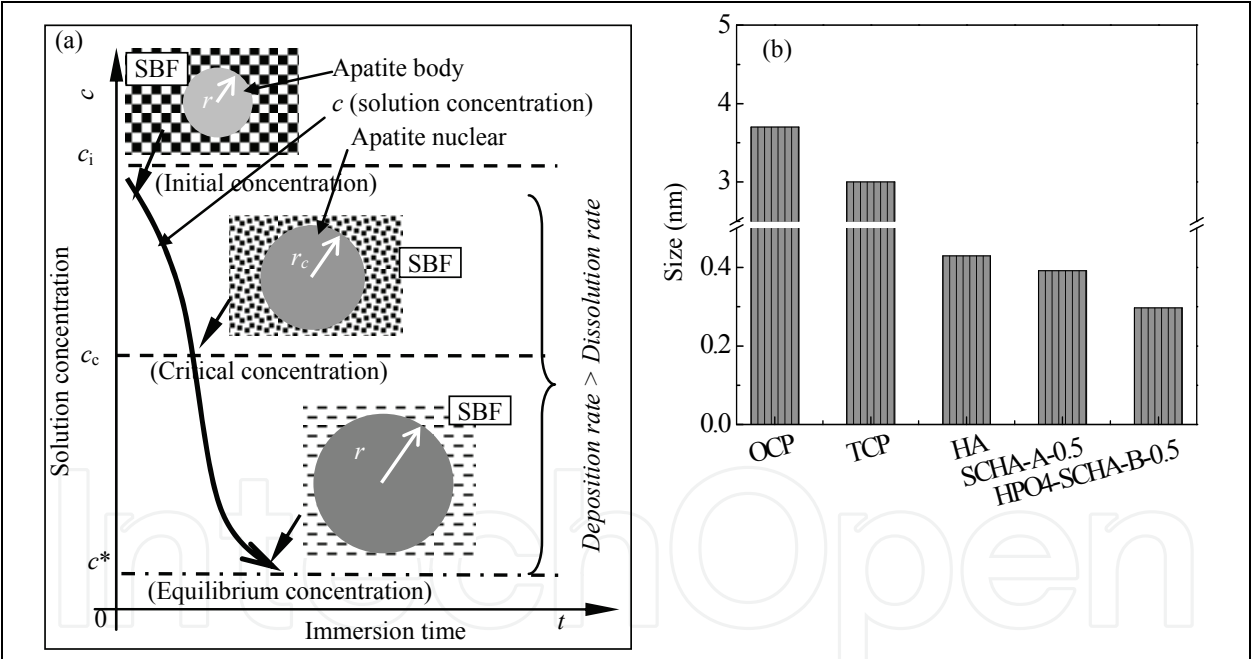 (a)
SBF
r
Apatite body
c (solution concentration)
Apatite nuclear
c
cᵢ
(Initial concentration)
r_c
SBF
Solution concentration
c_c
(Critical concentration)
SBF
r
Deposition rate > Dissolution rate
c*
(Equilibrium concentration)
0
Immersion time
t
(b)
Size (nm)
5
4
3
0.4
0.2
0.0
OCP
TCP
HA
SCHA-A-0.5
HPO4-SCHA-B-0.5
IntechOpen